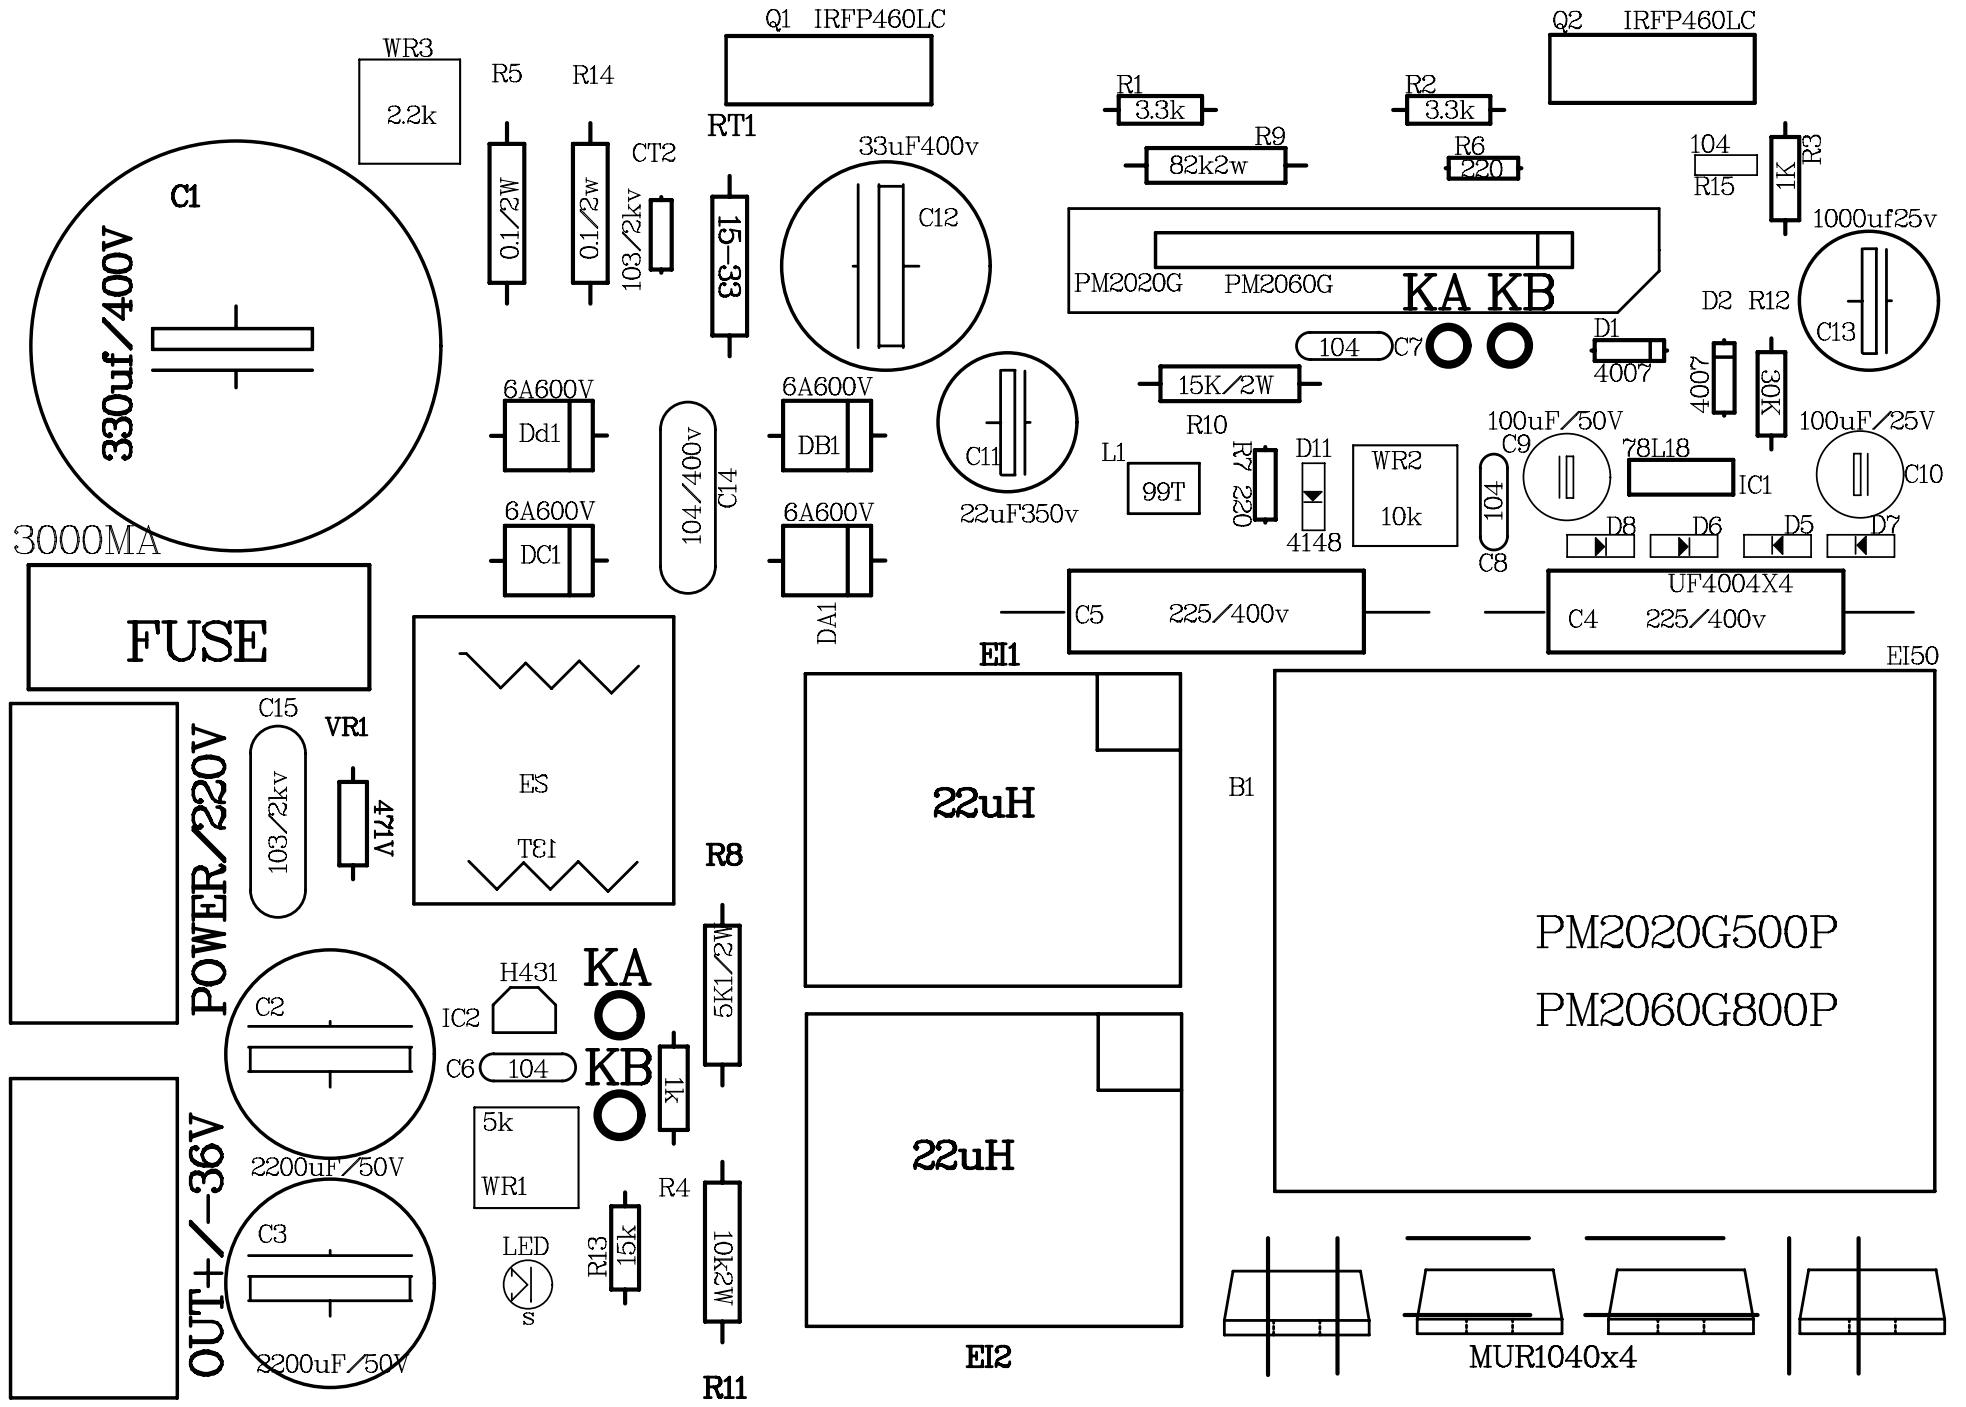 Q1 IRFP460LC
Q2 IRFP460LC
WR3
2.2k
R5
0.1/2W
R14
0.1/2w
CT2
103/2kv
RT1
15-33
33uF400v
C12
R1
3.3k
R2
3.3k
R9
82k2w
R6
220
104
R15
R3
1K
C1
330uf/400V
PM2020G
PM2060G
KA KB
1000uf25v
C13
104
C7
D1
4007
D2
4007
R12
30K
15K/2W
R10
6A600V
Dd1
6A600V
DB1
104/400v
C14
C11
22uF350v
L1
99T
R7 220
D11
4148
WR2
10k
104
C8
100uF/50V
C9
78L18
IC1
100uF/25V
C10
D8
D6
D5
D7
UF4004X4
3000MA
FUSE
6A600V
DC1
6A600V
DA1
C5
225/400v
C4
225/400v
EI50
POWER/220V
C15
103/2kv
VR1
471V
ES
13T
EI1
22uH
B1
PM2020G500P
PM2060G800P
R8
5K1/2W
H431
IC2
KA
C2
2200uF/50V
C6
104
KB
1k
R4
5k
WR1
22uH
EI2
OUT+/-36V
C3
2200uF/50V
LED
s
R13
15k
10k2W
R11
MUR1040x4